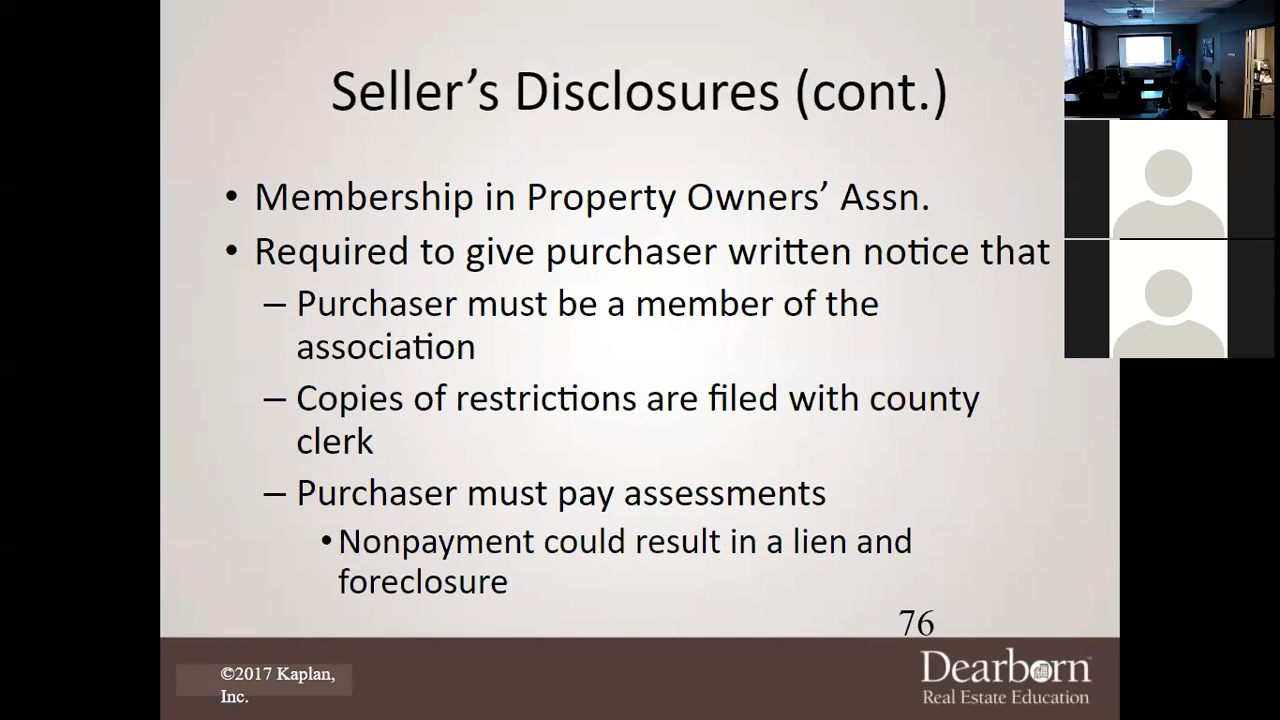 Seller’s Disclosures (cont.)
• Membership in Property Owners’ Assn.
• Required to give purchaser written notice that
– Purchaser must be a member of the
association
– Copies of restrictions are filed with county
clerk
– Purchaser must pay assessments
• Nonpayment could result in a lien and
foreclosure
76
©2017 Kaplan,
Inc.
Dearborn™
Real Estate Education